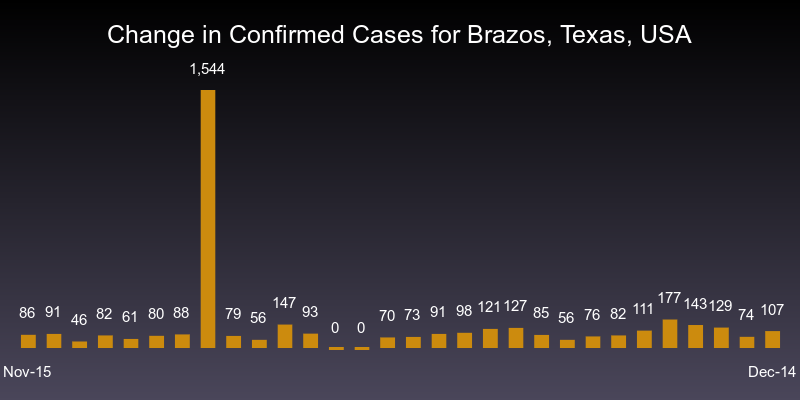 Change in Confirmed Cases for Brazos, Texas, USA
1,544
86 91 46 82 61 80 88 79 56 147 93 0 0 70 73 91 98 121 127 85 56 76 82 111 177 143 129 74 107
Nov-15 Dec-14